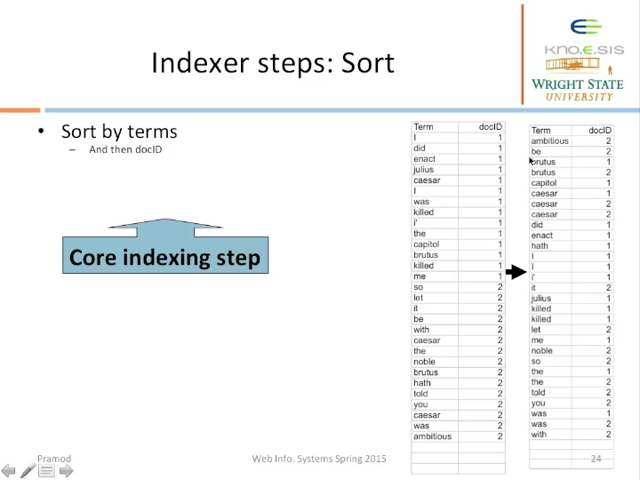 Indexer steps: Sort
kno.e.sis
WRIGHT STATE
UNIVERSITY
• Sort by terms
– And then docID
Core indexing step
Term docID
I 1
did 1
enact 1
julius 1
caesar 1
I 1
was 1
killed 1
i' 1
the 1
capitol 1
brutus 1
killed 1
me 1
so 2
let 2
it 2
be 2
with 2
caesar 2
the 2
noble 2
brutus 2
hath 2
told 2
you 2
caesar 2
was 2
ambitious 2
Term docID
ambitious 2
be 2
brutus 1
brutus 2
capitol 1
caesar 1
caesar 2
caesar 2
did 1
enact 1
hath 1
I 1
I 1
i' 1
it 2
julius 1
killed 1
killed 1
let 2
me 1
noble 2
so 2
the 1
the 2
told 2
you 2
was 1
was 2
with 2
Pramod
Web Info. Systems Spring 2015
24